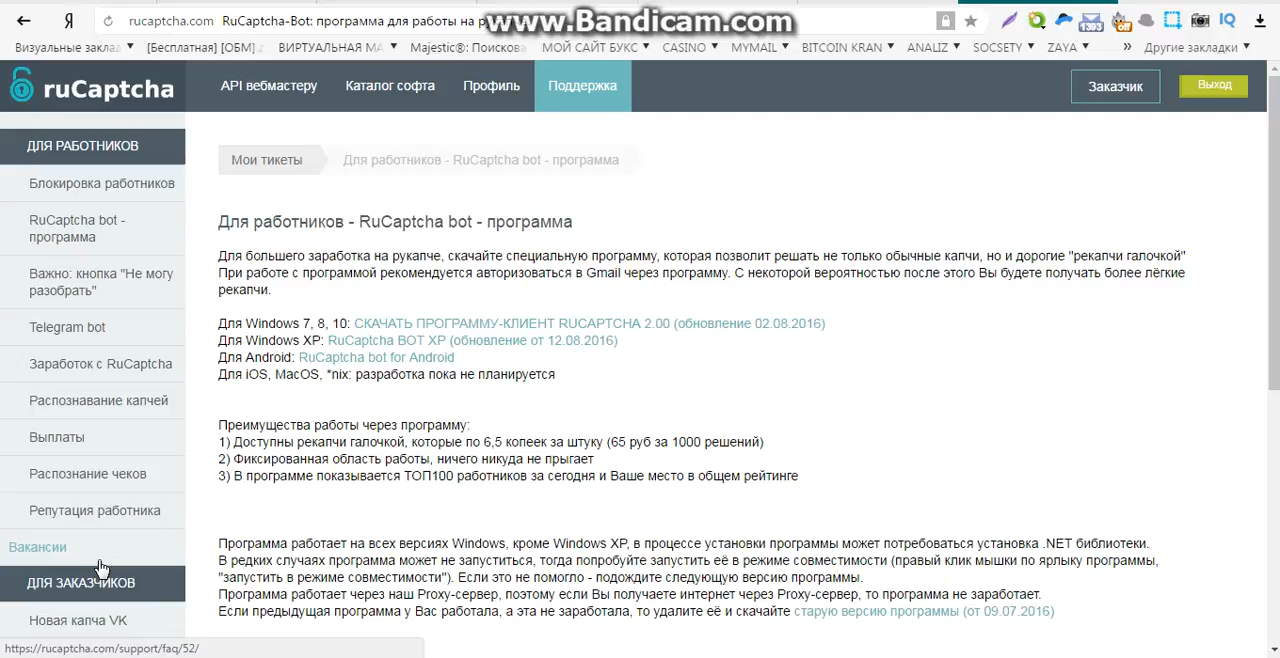 Я rucaptcha.com RuCaptcha-Bot: программа для работы на р
www.Bandicam.com
1393
off
IQ
Визуальные заклад [Бесплатная] [ОБМ] ВИРТУАЛЬНАЯ МА Majestic®: Поискова МОЙ САЙТ БУКС CASINO MYMAIL BITCOIN KRAN ANALIZ SOCSETY ZAYA » Другие закладки
ruCaptcha
API вебмастеру
Каталог софта
Профиль
Поддержка
Заказчик
Выход
ДЛЯ РАБОТНИКОВ
Блокировка работников
RuCaptcha bot -
программа
Важно: кнопка "Не могу
разобрать"
Telegram bot
Заработок с RuCaptcha
Распознавание капчей
Выплаты
Распознание чеков
Репутация работника
Вакансии
ДЛЯ ЗАКАЗЧИКОВ
Новая капча VK
Мои тикеты
Для работников - RuCaptcha bot - программа
Для работников - RuCaptcha bot - программа
Для большего заработка на рукапче, скачайте специальную программу, которая позволит решать не только обычные капчи, но и дорогие "рекапчи галочкой"
При работе с программой рекомендуется авторизоваться в Gmail через программу. С некоторой вероятностью после этого Вы будете получать более лёгкие
рекапчи.
Для Windows 7, 8, 10: СКАЧАТЬ ПРОГРАММУ-КЛИЕНТ RUCAPTCHA 2.00 (обновление 02.08.2016)
Для Windows XP: RuCaptcha BOT XP (обновление от 12.08.2016)
Для Android: RuCaptcha bot for Android
Для iOS, MacOS, *nix: разработка пока не планируется
Преимущества работы через программу:
1) Доступны рекапчи галочкой, которые по 6,5 копеек за штуку (65 руб за 1000 решений)
2) Фиксированная область работы, ничего никуда не прыгает
3) В программе показывается ТОП100 работников за сегодня и Ваше место в общем рейтинге
Программа работает на всех версиях Windows, кроме Windows XP, в процессе установки программы может потребоваться установка .NET библиотеки.
В редких случаях программа может не запуститься, тогда попробуйте запустить её в режиме совместимости (правый клик мышки по ярлыку программы,
"запустить в режиме совместимости"). Если это не помогло - подождите следующую версию программы.
Программа работает через наш Proxy-сервер, поэтому если Вы получаете интернет через Proxy-сервер, то программа не заработает.
Если предыдущая программа у Вас работала, а эта не заработала, то удалите её и скачайте старую версию программы (от 09.07.2016)
https://rucaptcha.com/support/faq/52/